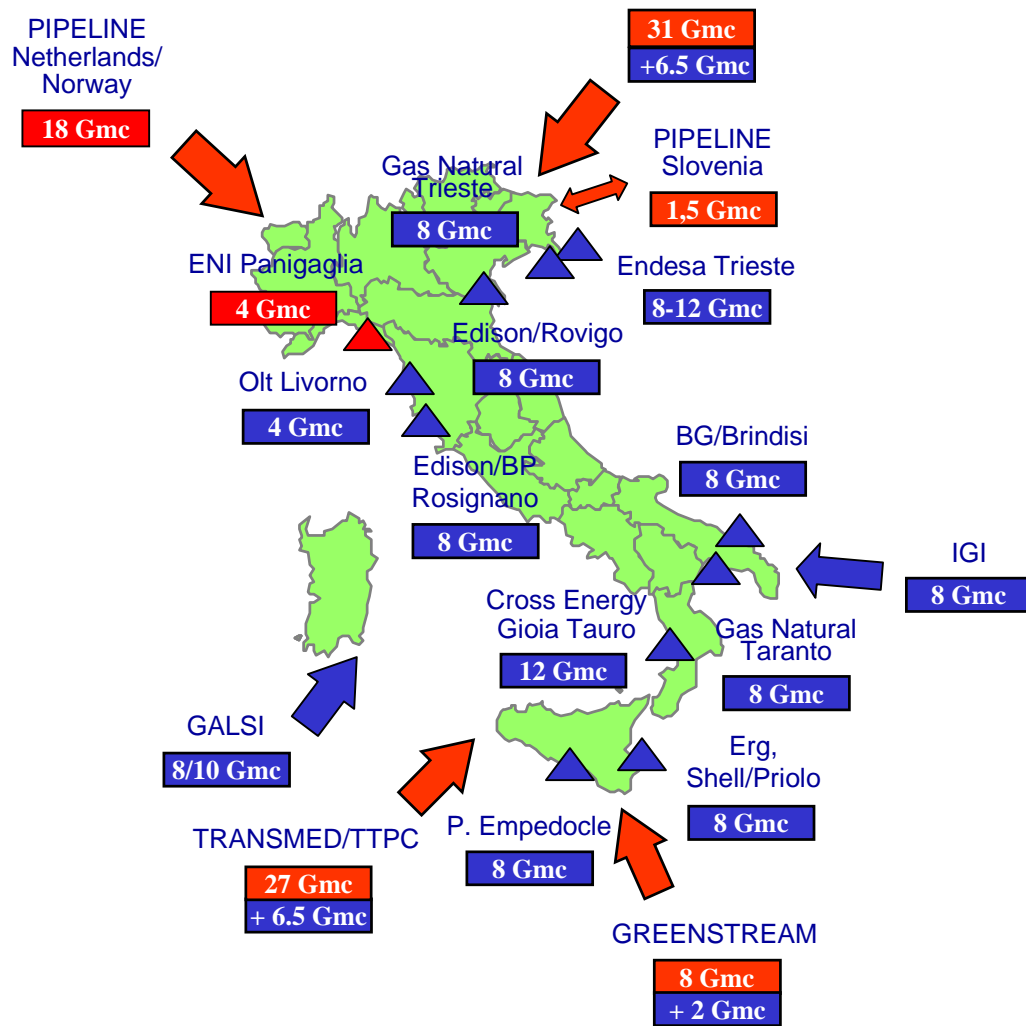 PIPELINE
Netherlands/
Norway
18 Gmc
31 Gmc
+6.5 Gmc
PIPELINE
Slovenia
1,5 Gmc
Gas Natural
Trieste
8 Gmc
ENI Panigaglia
4 Gmc
Endesa Trieste
8-12 Gmc
Edison/Rovigo
8 Gmc
Olt Livorno
4 Gmc
Edison/BP
Rosignano
8 Gmc
BG/Brindisi
8 Gmc
IGI
8 Gmc
Cross Energy
Gioia Tauro
12 Gmc
Gas Natural
Taranto
8 Gmc
GALSI
8/10 Gmc
Erg,
Shell/Priolo
8 Gmc
P. Empedocle
8 Gmc
TRANSMED/TTPC
27 Gmc
+ 6.5 Gmc
GREENSTREAM
8 Gmc
+ 2 Gmc